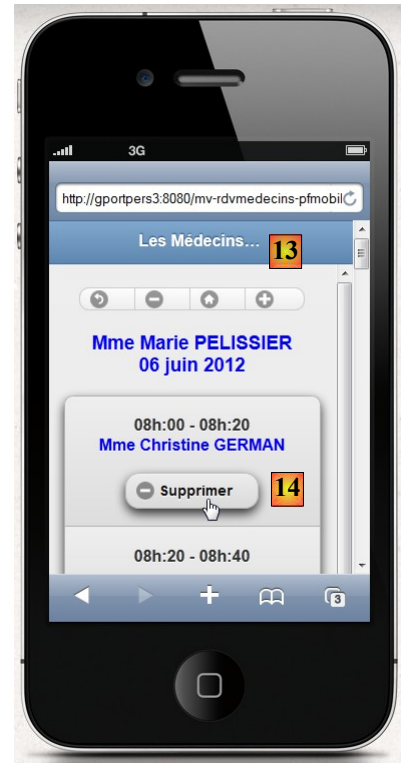 3G
http://gportpers3:8080/mv-rdvmedecins-pfmobil
Les Médecins…
13
Mme Marie PELISSIER
06 juin 2012
08h:00 - 08h:20
Mme Christine GERMAN
Supprimer
14
08h:20 - 08h:40
3